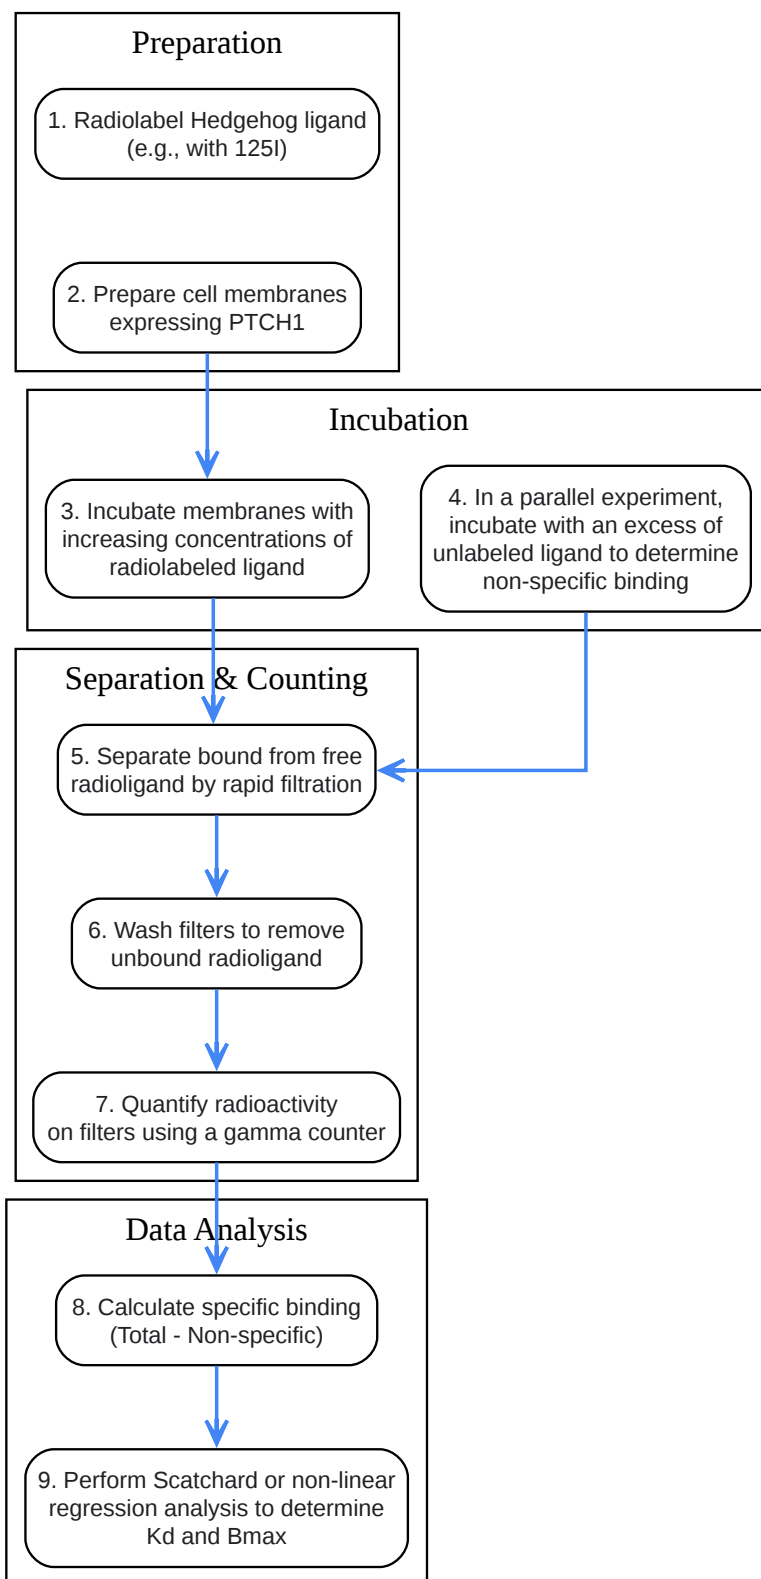 Preparation
1. Radiolabel Hedgehog ligand
(e.g., with 125I)
2. Prepare cell membranes
expressing PTCH1
Incubation
3. Incubate membranes with
increasing concentrations of
radiolabeled ligand
4. In a parallel experiment,
incubate with an excess of
unlabeled ligand to determine
non-specific binding
Separation & Counting
5. Separate bound from free
radioligand by rapid filtration
6. Wash filters to remove
unbound radioligand
7. Quantify radioactivity
on filters using a gamma counter
Data Analysis
8. Calculate specific binding
(Total - Non-specific)
9. Perform Scatchard or non-linear
regression analysis to determine
Kd and Bmax